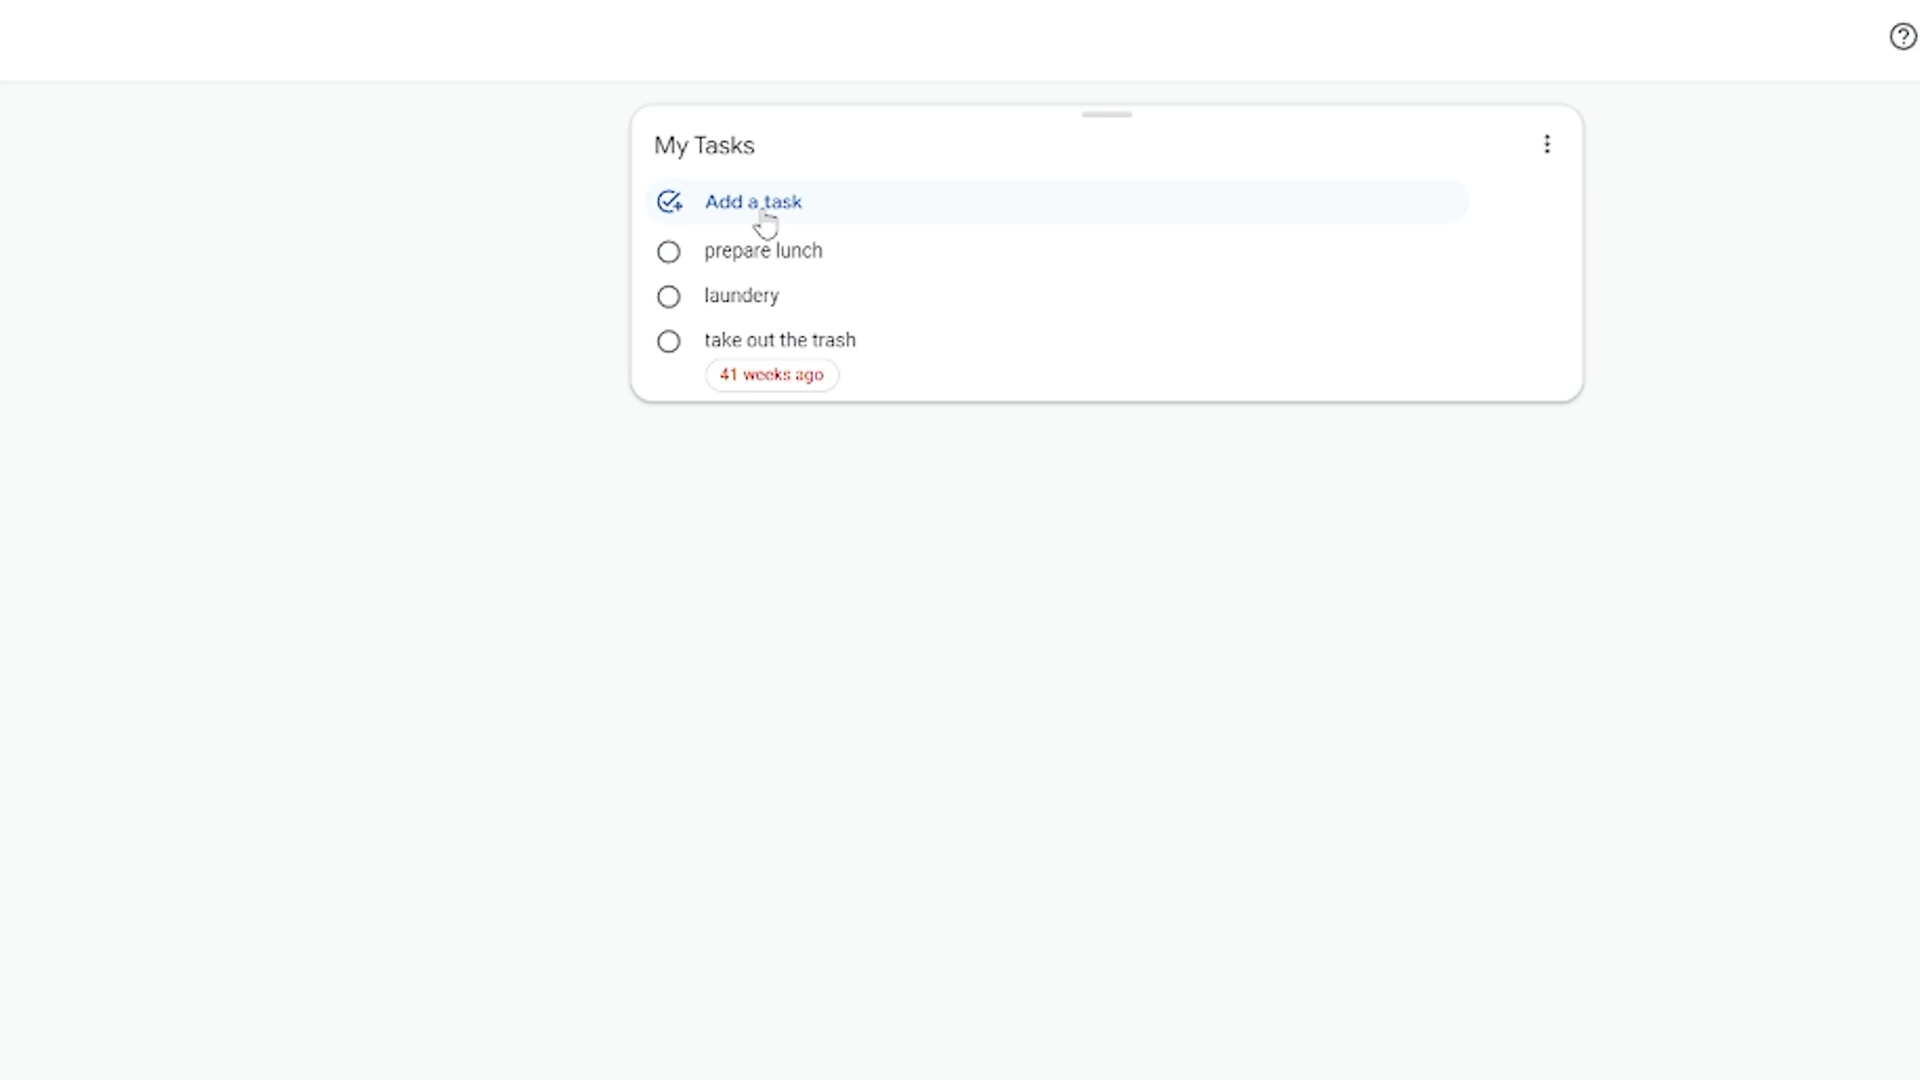 My Tasks
Add a task
prepare lunch
laundery
take out the trash
41 weeks ago